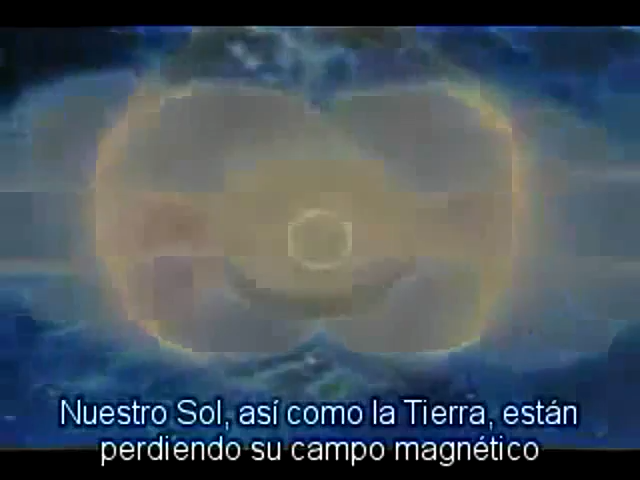 Nuestro Sol, así como la Tierra, están
perdiendo su campo magnético